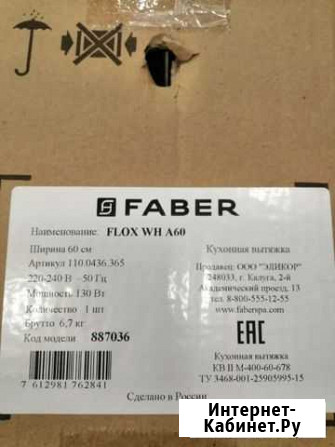 FABER
Наименование: FLOX WH A60
Ширина 60 см
Артикул 110.0436.365
220-240 В ~50 Гц
Мощность 130 Вт
Количество 1 шт
Брутто 6,7 кг
Код модели 887036
7 612981 762841
Кухонная вытяжка
Продавец: ООО "ЭЛИКОР"
248033, г. Калуга, 2-й
Академический проезд, 13
тел. 8-800-555-12-55
www.faberspa.com
EAC
Кухонная вытяжка
КВ II М-400-60-678
ТУ 3468-001-25905995-15
Сделано в России
Интернет-
Кабинет.Ру